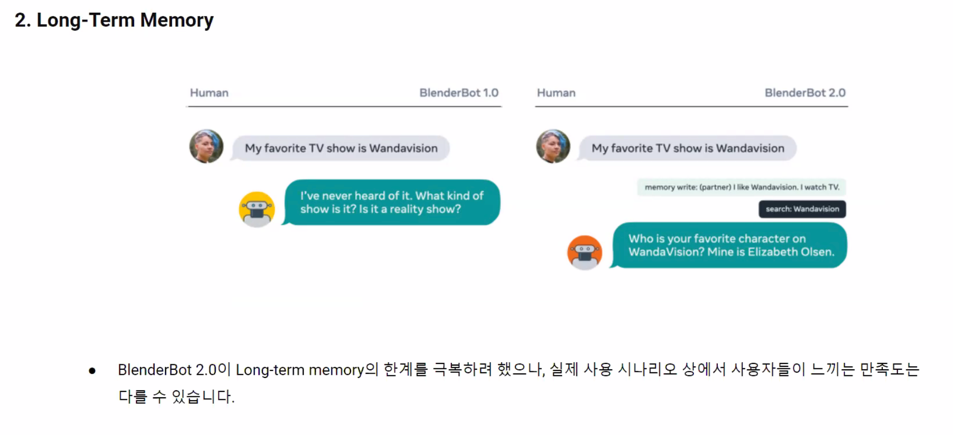 2. Long-Term Memory
Human
BlenderBot 1.0
My favorite TV show is Wandavision
I've never heard of it. What kind of
show is it? Is it a reality show?
Human
BlenderBot 2.0
My favorite TV show is Wandavision
memory write: (partner) I like Wandavision. I watch TV.
search: Wandavision
Who is your favorite character on
WandaVision? Mine is Elizabeth Olsen.
● BlenderBot 2.0이 Long-term memory의 한계를 극복하려 했으나, 실제 사용 시나리오 상에서 사용자들이 느끼는 만족도는
다를 수 있습니다.